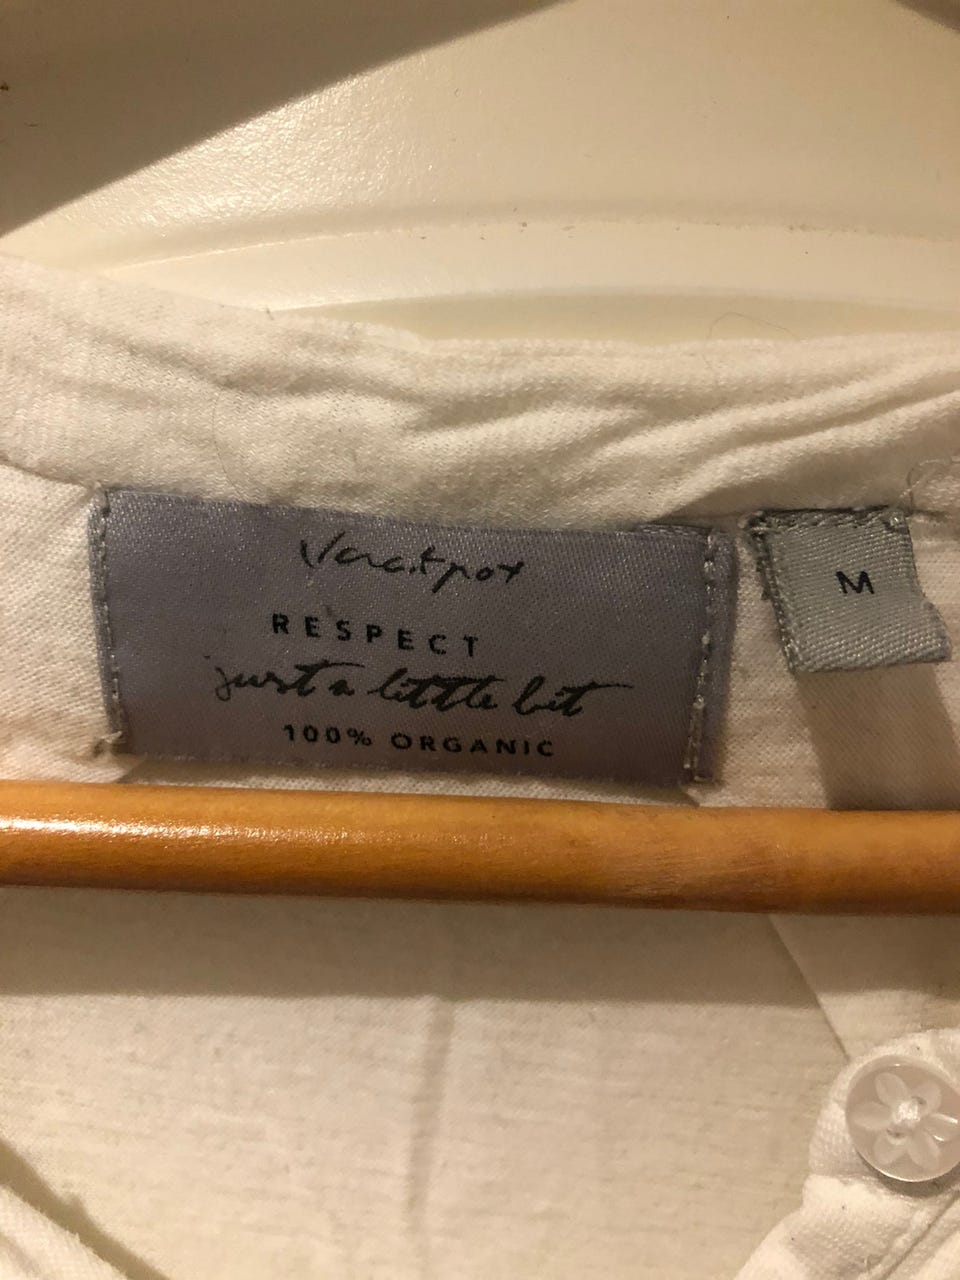 RESPECT
just a little bit
100% ORGANIC
M